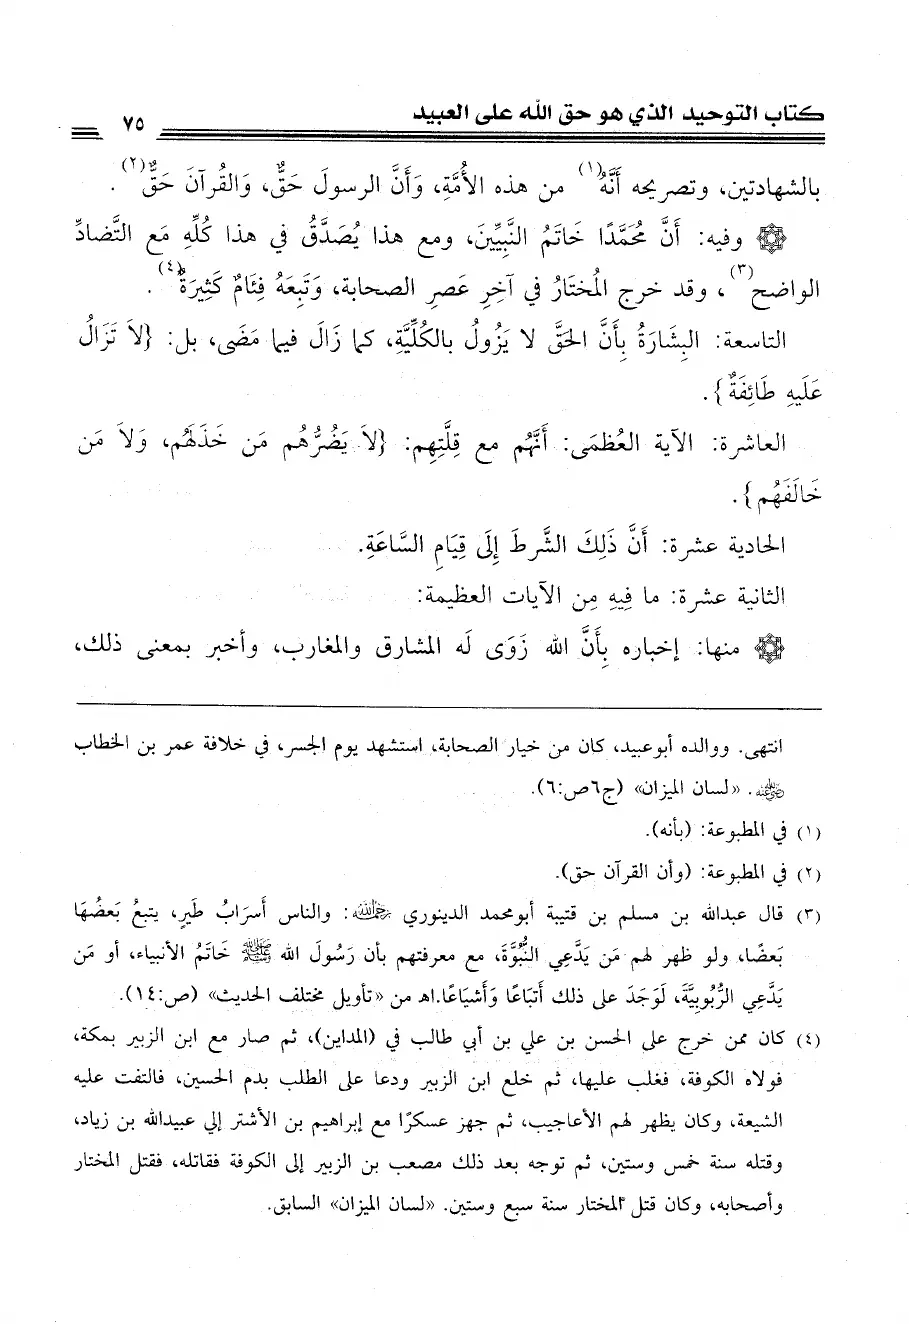 كتاب التوحيد الذي هو حق الله على العبيد ٧٥
بالشهادتين، وتصريحه أَنَّهُ(١) من هذه الأُمَّةِ، وَأَنَّ الرسولَ حَقٌّ، وَالقُرآنَ حَقٌّ(٢).
وفيه: أَنَّ مُحَمَّدًا خَاتَمُ النَّبِيِّينَ، ومع هذا يُصَدَّقُ في هذا كُلِّهِ مَع التَّضادِّ
الواضح(٣)، وقد خرج المُختَارُ في آخِرِ عَصرِ الصحابة، وَتَبِعَهُ فِئَامٌ كَثِيرَةٌ(٤).
التاسعة: البِشَارَةُ بِأَنَّ الحَقَّ لا يَزُولُ بالكُلِّيَّةِ، كما زَالَ فيما مَضَى، بل: {لاَ تَزَالُ
عَلَيهِ طَائِفَةٌ}.
العاشرة: الآية العُظمَى: أَنَّهُم مع قِلَّتِهِم: {لاَ يَضُرُّهُم مَن خَذَلَهُم، وَلاَ مَن
خَالَفَهُم}.
الحادية عشرة: أَنَّ ذَلِكَ الشَّرطَ إِلَى قِيَامِ السَّاعَةِ.
الثانية عشرة: ما فِيهِ مِن الآيات العظيمة:
منها: إخباره بِأَنَّ الله زَوَى لَه المشارق والمغارب، وأخبر بمعنى ذلك،
انتهى. ووالده أبوعبيد، كان من خيار الصحابة، استشهد يوم الجسر، في خلافة عمر بن الخطاب
رضي الله عنه. «لسان الميزان» (ج٦ص:٦).
(١) في المطبوعة: (بأنه).
(٢) في المطبوعة: (وأن القرآن حق).
(٣) قال عبدالله بن مسلم بن قتيبة أبومحمد الدينوري رحمه الله: والناس أَسرَابُ طَيرٍ، يتبعُ بَعضُهَا
بَعضًا، ولو ظهر لهم مَن يَدَّعِي النُّبُوَّةَ، مع معرفتهم بأن رَسُولَ الله ﷺ خَاتَمُ الأنبياء، أو مَن
يَدَّعِي الرُّبُوبِيَّةَ، لَوَجَدَ على ذلك أَتبَاعًا وَأَشيَاعًا.اهـ من «تأويل مختلف الحديث» (ص:١٤).
(٤) كان ممن خرج على الحسن بن علي بن أبي طالب في (المداين)، ثم صار مع ابن الزبير بمكة،
فولاه الكوفة، فغلب عليها، ثم خلع ابن الزبير ودعا على الطلب بدم الحسين، فالتفت عليه
الشيعة، وكان يظهر لهم الأعاجيب، ثم جهز عسكرًا مع إبراهيم بن الأشتر إلى عبيدالله بن زياد،
وقتله سنة خمس وستين، ثم توجه بعد ذلك مصعب بن الزبير إلى الكوفة فقاتله، فقتل المختار
وأصحابه، وكان قتل المختار سنة سبع وستين. «لسان الميزان» السابق.